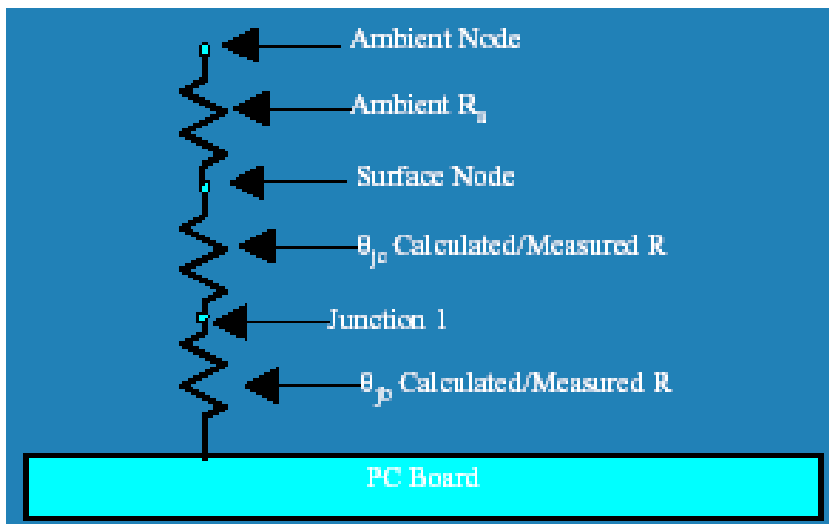 Ambient Node
Ambient Rₐ
Surface Node
θjc Calculated/Measured R
Junction 1
θjb Calculated/Measured R
PC Board